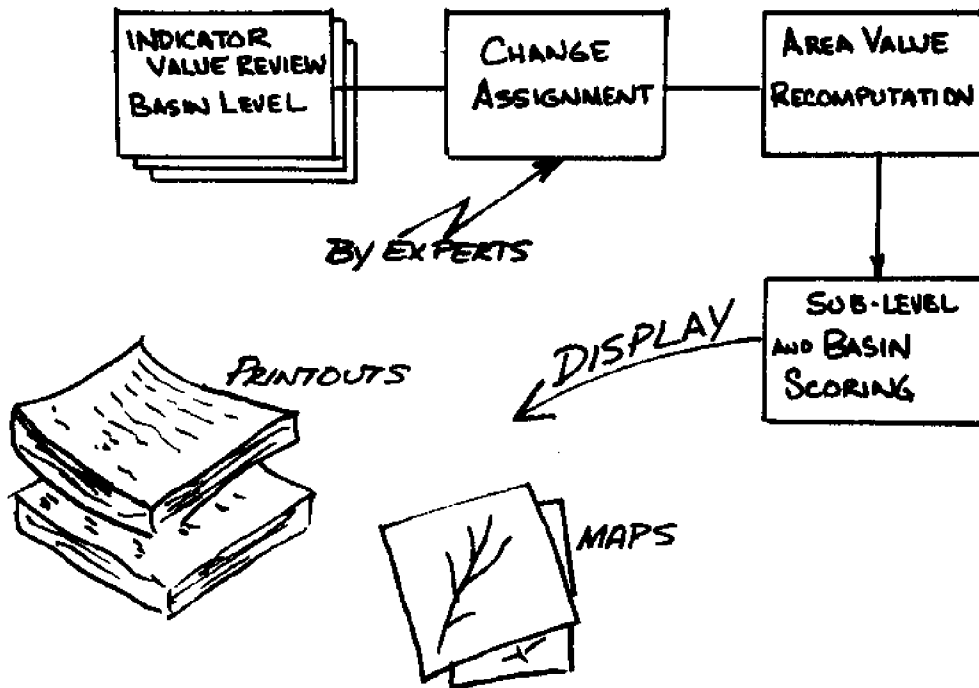 INDICATOR
VALUE REVIEW
BASIN LEVEL
CHANGE
ASSIGNMENT
AREA VALUE
RECOMPUTATION
BY EXPERTS
SUB-LEVEL
AND BASIN
SCORING
DISPLAY
PRINTOUTS
MAPS